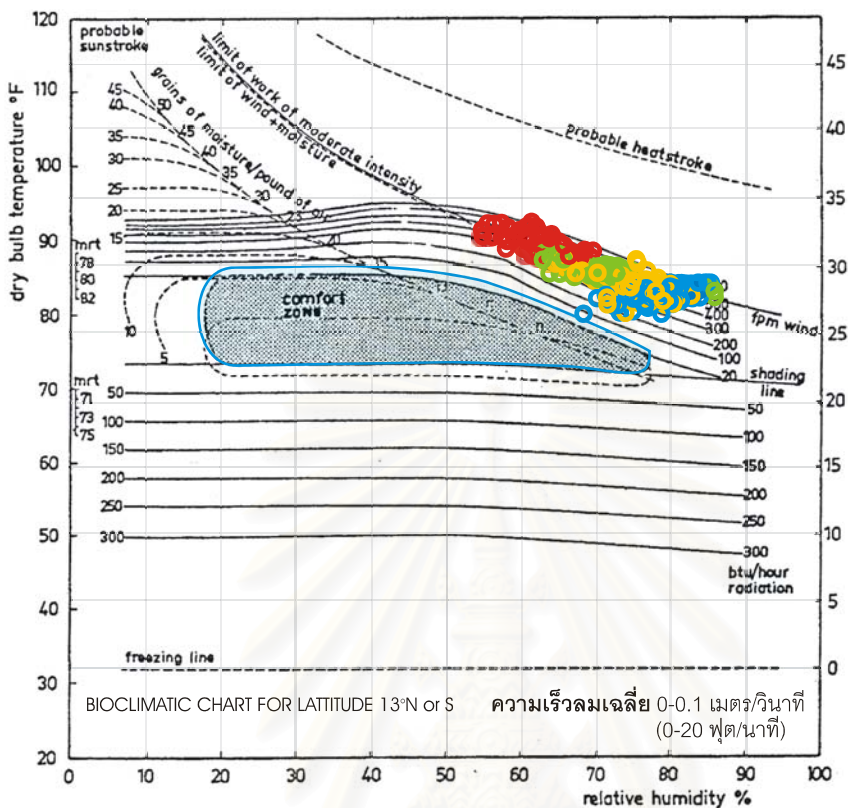 120
110
100
90
80
70
60
50
40
30
20
dry bulb temperature °F
probable
sunstroke
limit of work of moderate intensity
limit of wind + moisture
grains of moisture/pound of air
probable heatstroke
45
40
35
30
25
20
15
50
45
40
35
30
23
20
15
mrt
78
80
82
10
5
comfort
ZONE
400
300
200
100
20
fpm wind
shading
line
mrt
71
73
75
50
100
150
200
250
300
50
100
150
200
250
300
btu/hour
radiation
freezing line
BIOCLIMATIC CHART FOR LATTITUDE 13°N or S
ความเร็วลมเฉลี่ย 0-0.1 เมตร/วินาที
(0-20 ฟุต/นาที)
45
40
35
30
25
20
15
10
5
0
0 10 20 30 40 50 60 70 80 90 100
relative humidity %